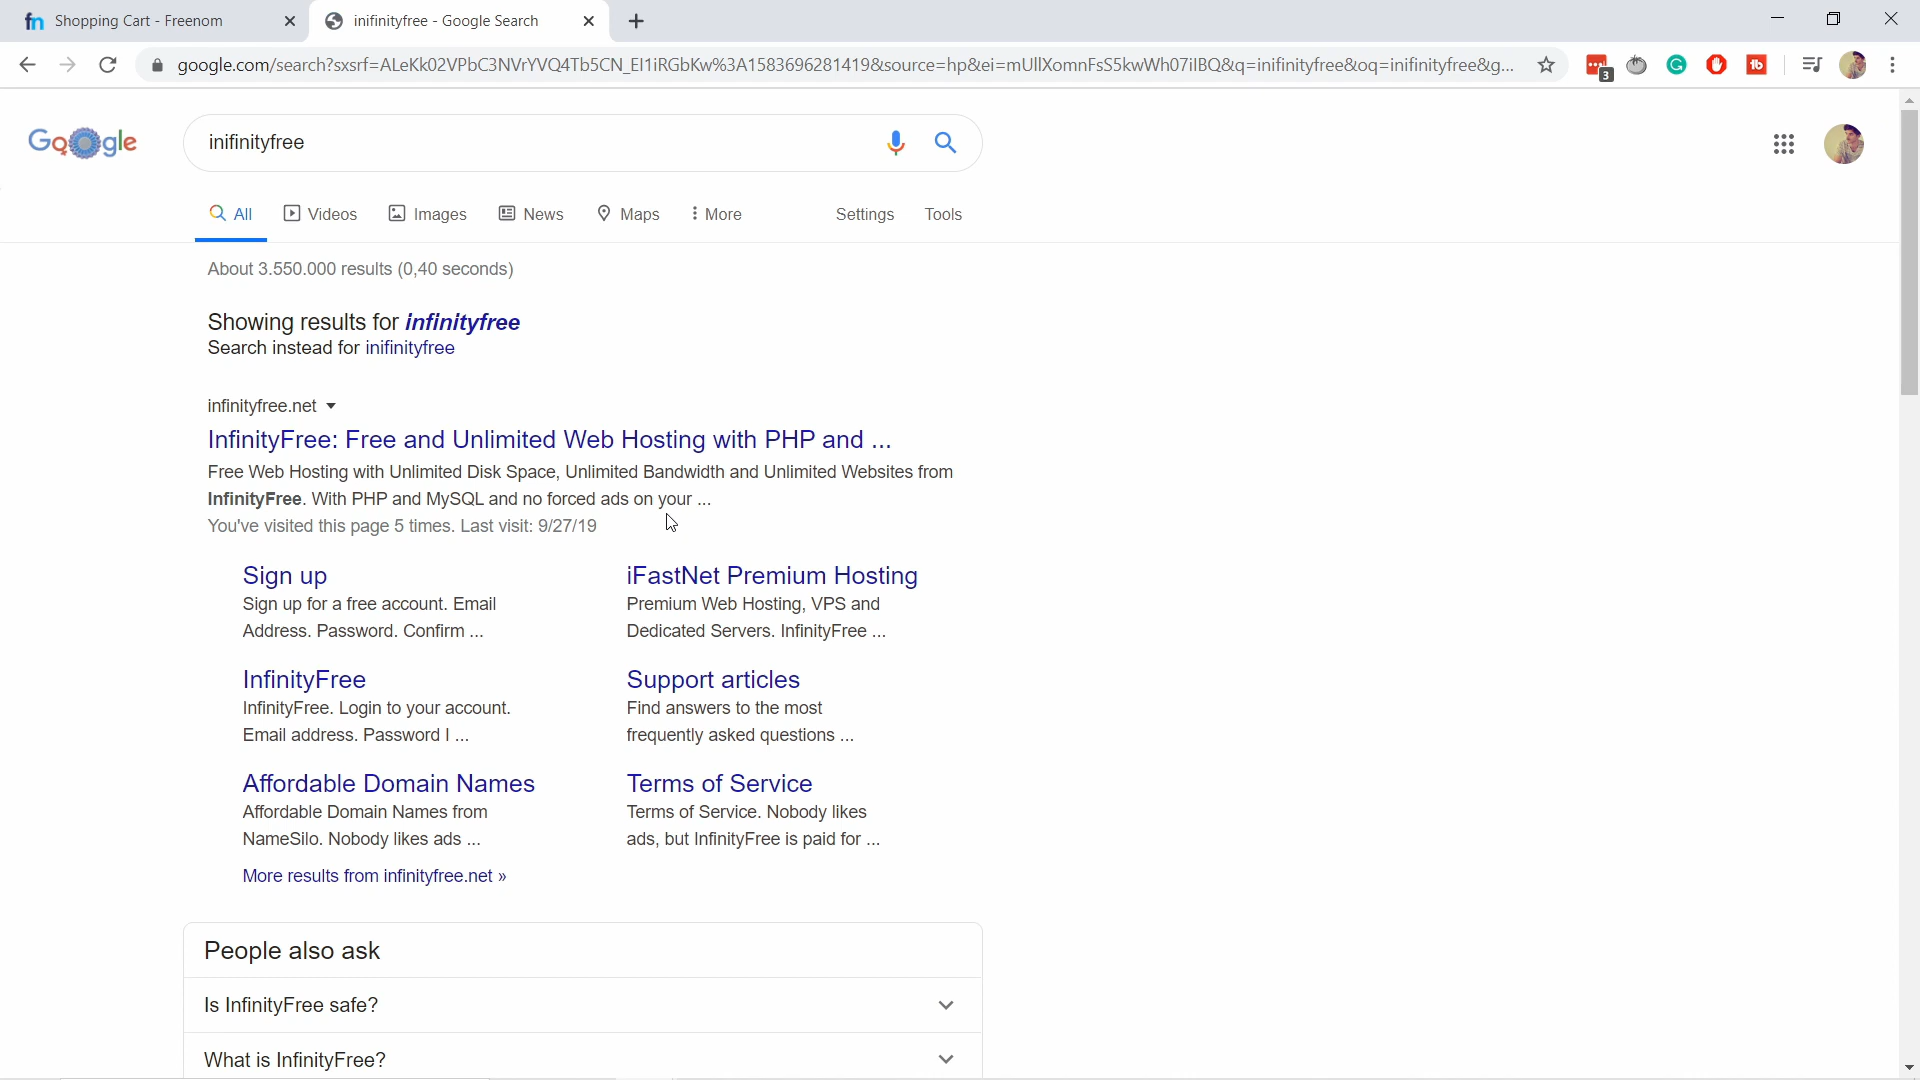 Shopping Cart - Freenom
inifinityfree - Google Search
google.com/search?sxsrf=ALeKk02VPbC3NVrYVQ4Tb5CN_EI1iRGbKw%3A1583696281419&source=hp&ei=mUllXomnFsS5kwWh07iIBQ&q=inifinityfree&oq=inifinityfree&g...
3
Google
inifinityfree
All
Videos
Images
News
Maps
More
Settings
Tools
About 3.550.000 results (0,40 seconds)
Showing results for infinityfree
Search instead for inifinityfree
infinityfree.net
InfinityFree: Free and Unlimited Web Hosting with PHP and ...
Free Web Hosting with Unlimited Disk Space, Unlimited Bandwidth and Unlimited Websites from
InfinityFree. With PHP and MySQL and no forced ads on your ...
You've visited this page 5 times. Last visit: 9/27/19
Sign up
Sign up for a free account. Email
Address. Password. Confirm ...
iFastNet Premium Hosting
Premium Web Hosting, VPS and
Dedicated Servers. InfinityFree ...
InfinityFree
InfinityFree. Login to your account.
Email address. Password I ...
Support articles
Find answers to the most
frequently asked questions ...
Affordable Domain Names
Affordable Domain Names from
NameSilo. Nobody likes ads ...
Terms of Service
Terms of Service. Nobody likes
ads, but InfinityFree is paid for ...
More results from infinityfree.net »
People also ask
Is InfinityFree safe?
What is InfinityFree?